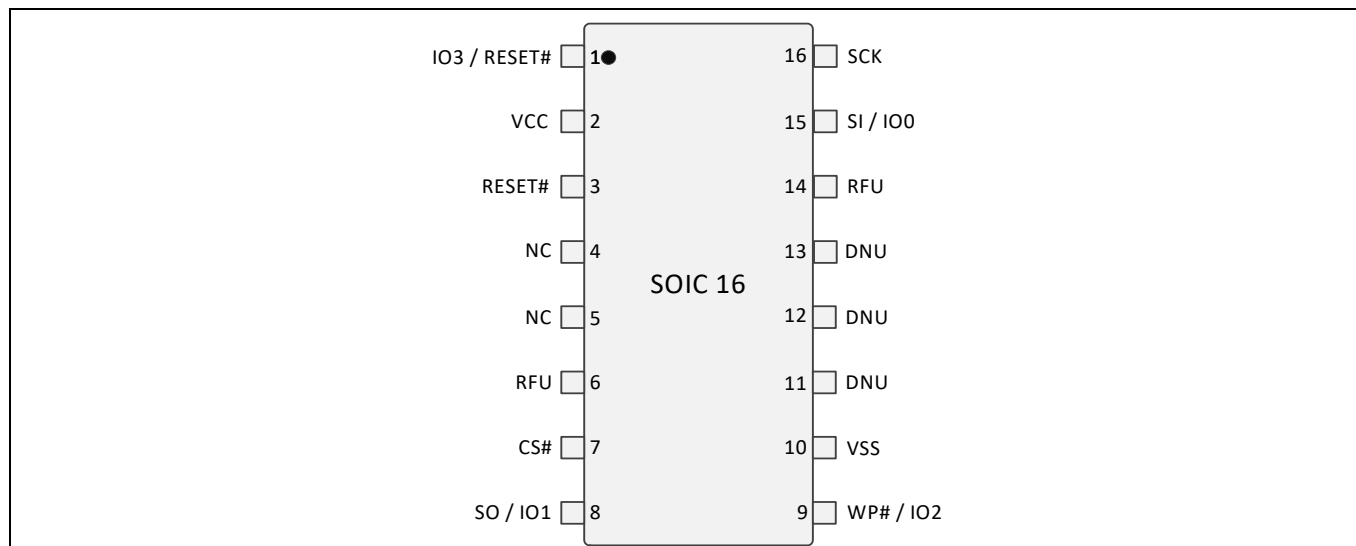 IO3 / RESET# 1 16 SCK
VCC 2 15 SI / IO0
RESET# 3 14 RFU
NC 4 13 DNU
SOIC 16
NC 5 12 DNU
RFU 6 11 DNU
CS# 7 10 VSS
SO / IO1 8 9 WP# / IO2